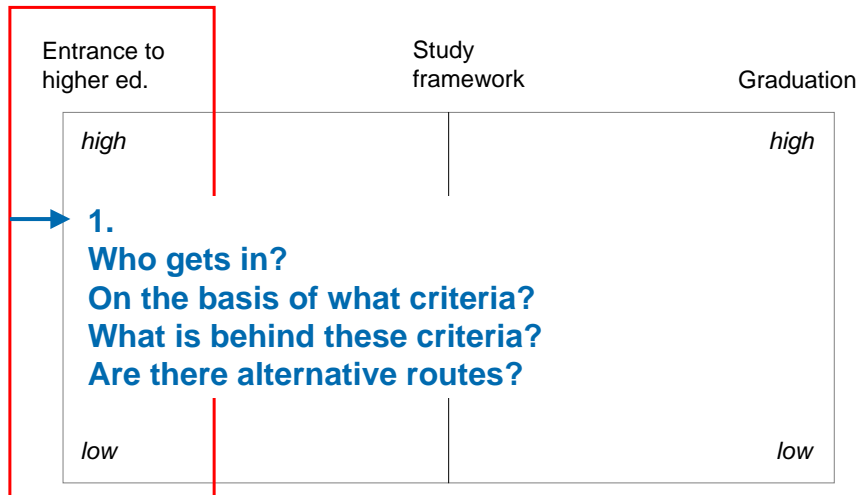 Entrance to
higher ed.
Study
framework
Graduation
high
high
1.
Who gets in?
On the basis of what criteria?
What is behind these criteria?
Are there alternative routes?
low
low